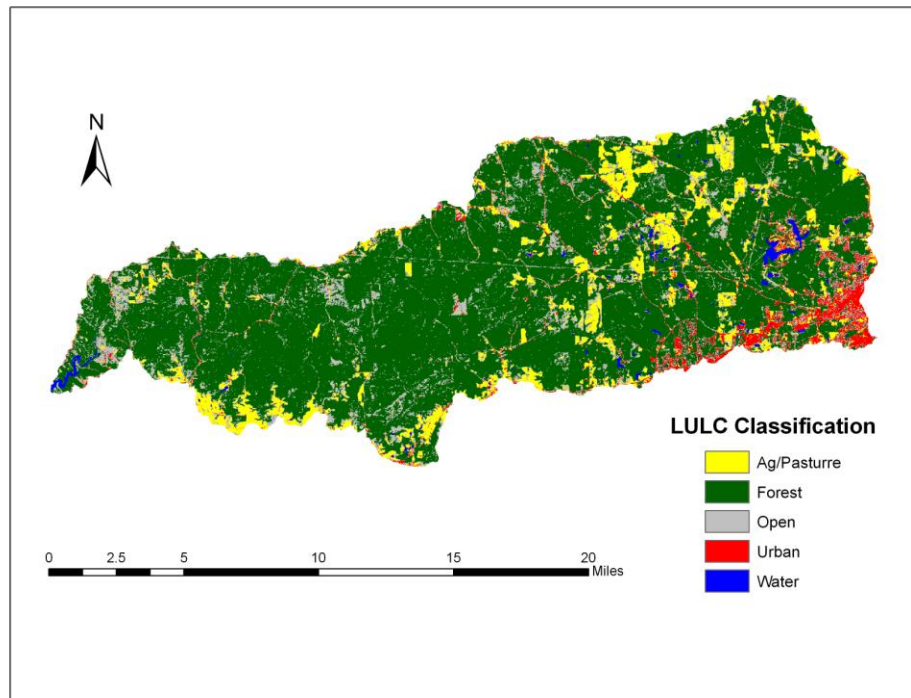 N
LULC Classification
Ag/Pasturre
Forest
Open
Urban
Water
0 2.5 5 10 15 20
Miles